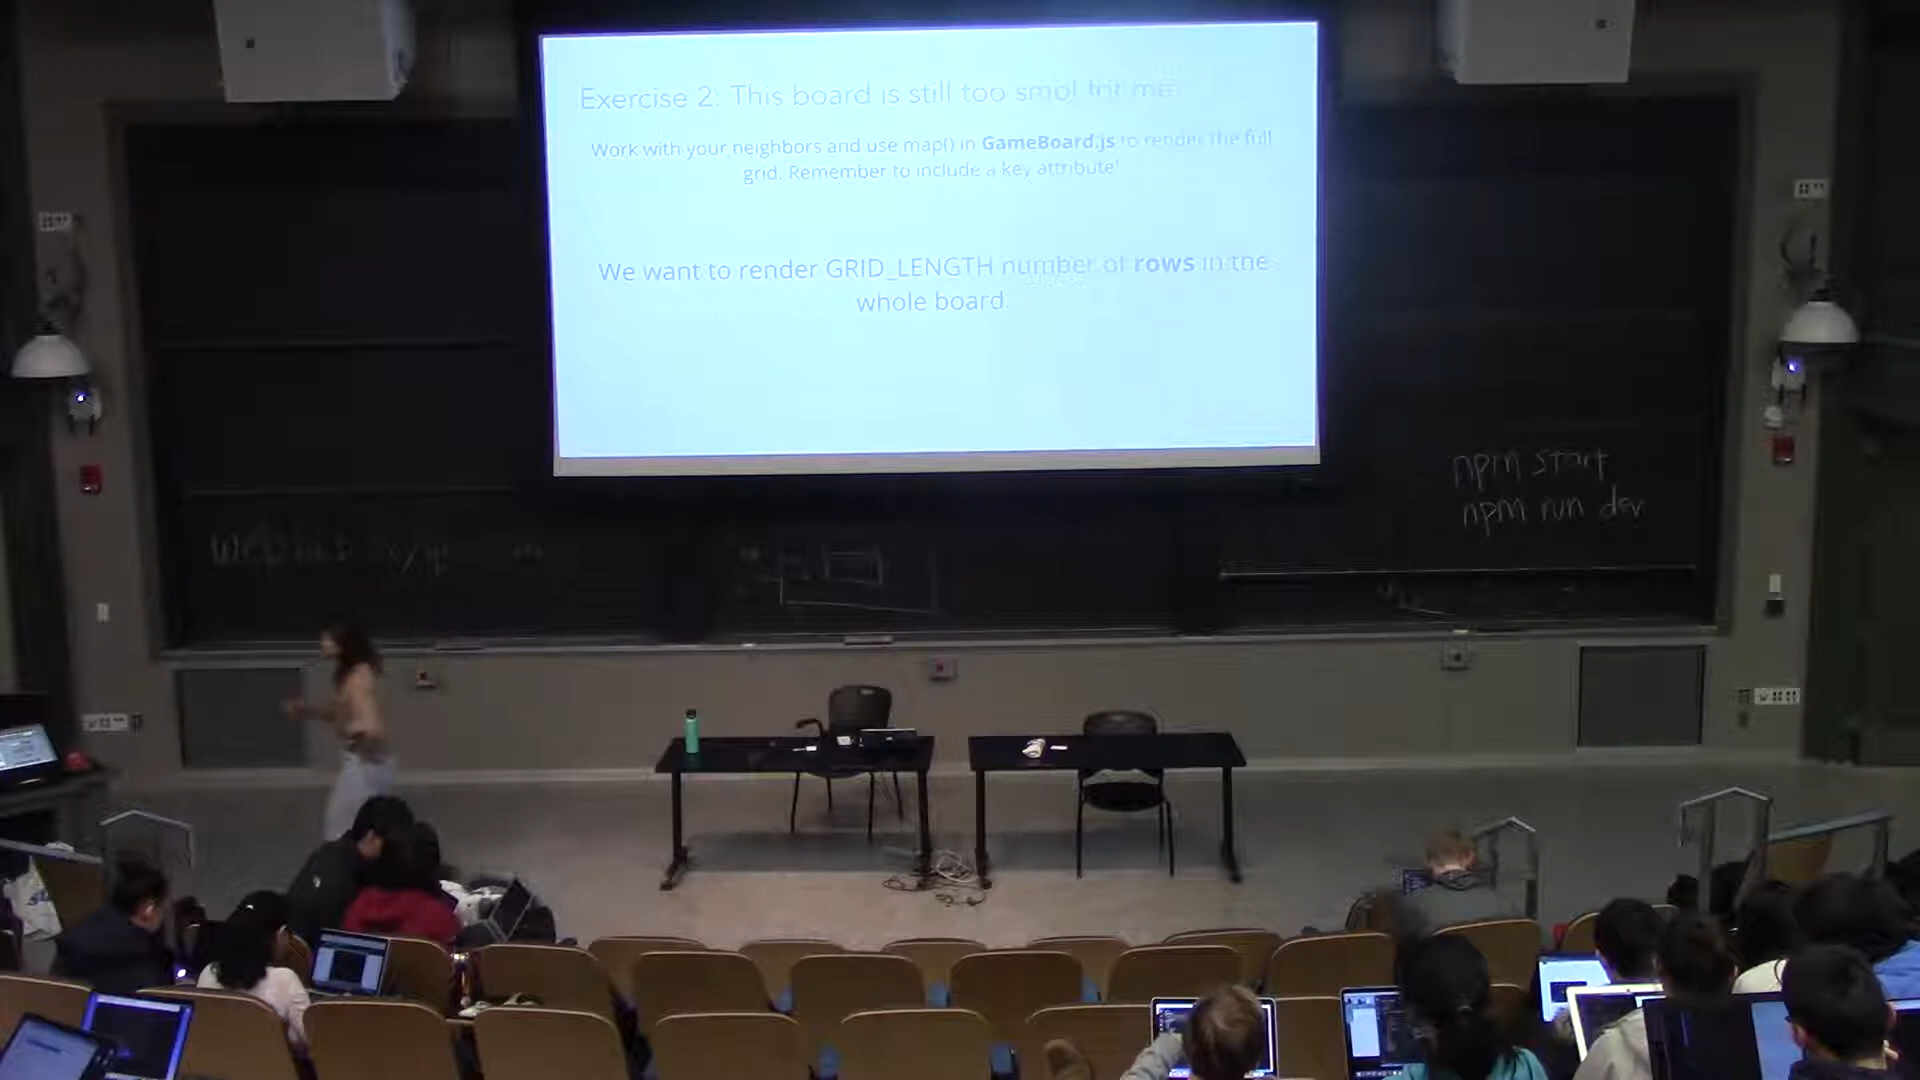 Exercise 2: This board is still too smol for me
Work with your neighbors and use map() in GameBoard.js to render the full
grid. Remember to include a key attribute!
We want to render GRID_LENGTH number of rows in the
whole board.
npm start
npm run dev